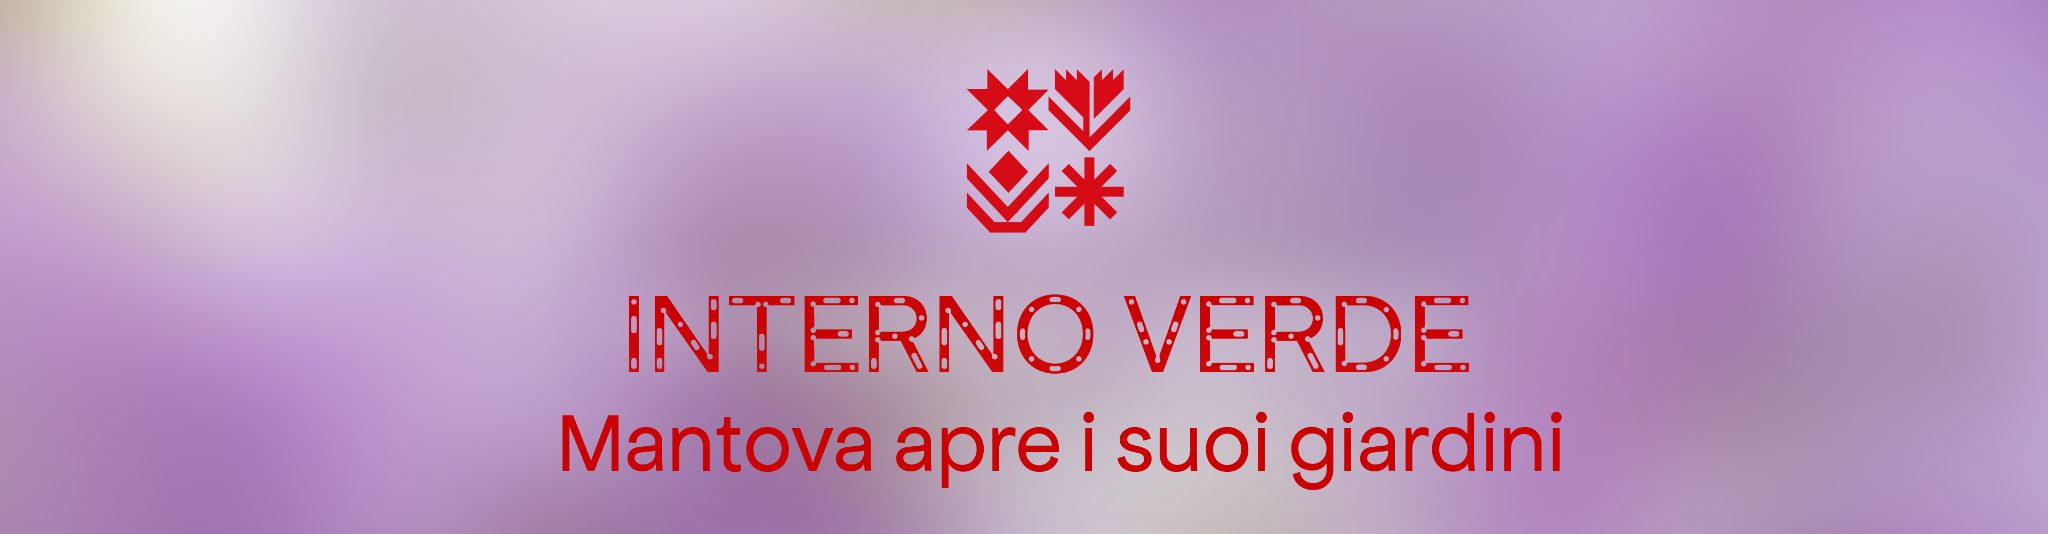 INTERNO VERDE
Mantova apre i suoi giardini